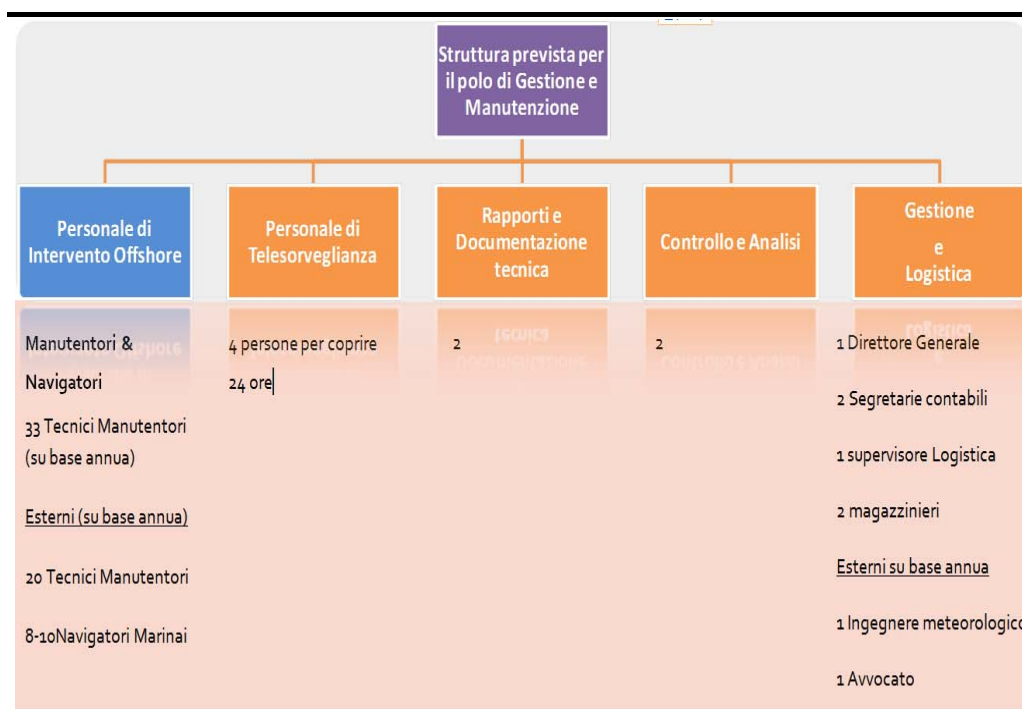 Struttura prevista per
il polo di Gestione e
Manutenzione
Personale di
Intervento Offshore
Personale di
Telesorveglianza
Rapporti e
Documentazione
tecnica
Controllo e Analisi
Gestione
e
Logistica
Manutentori &
Navigatori
33 Tecnici Manutentori
(su base annua)
Esterni (su base annua)
20 Tecnici Manutentori
8-10Navigatori Marinai
4 persone per coprire
24 ore
2
2
1 Direttore Generale
2 Segretarie contabili
1 supervisore Logistica
2 magazzinieri
Esterni su base annua
1 Ingegnere meteorologico
1 Avvocato